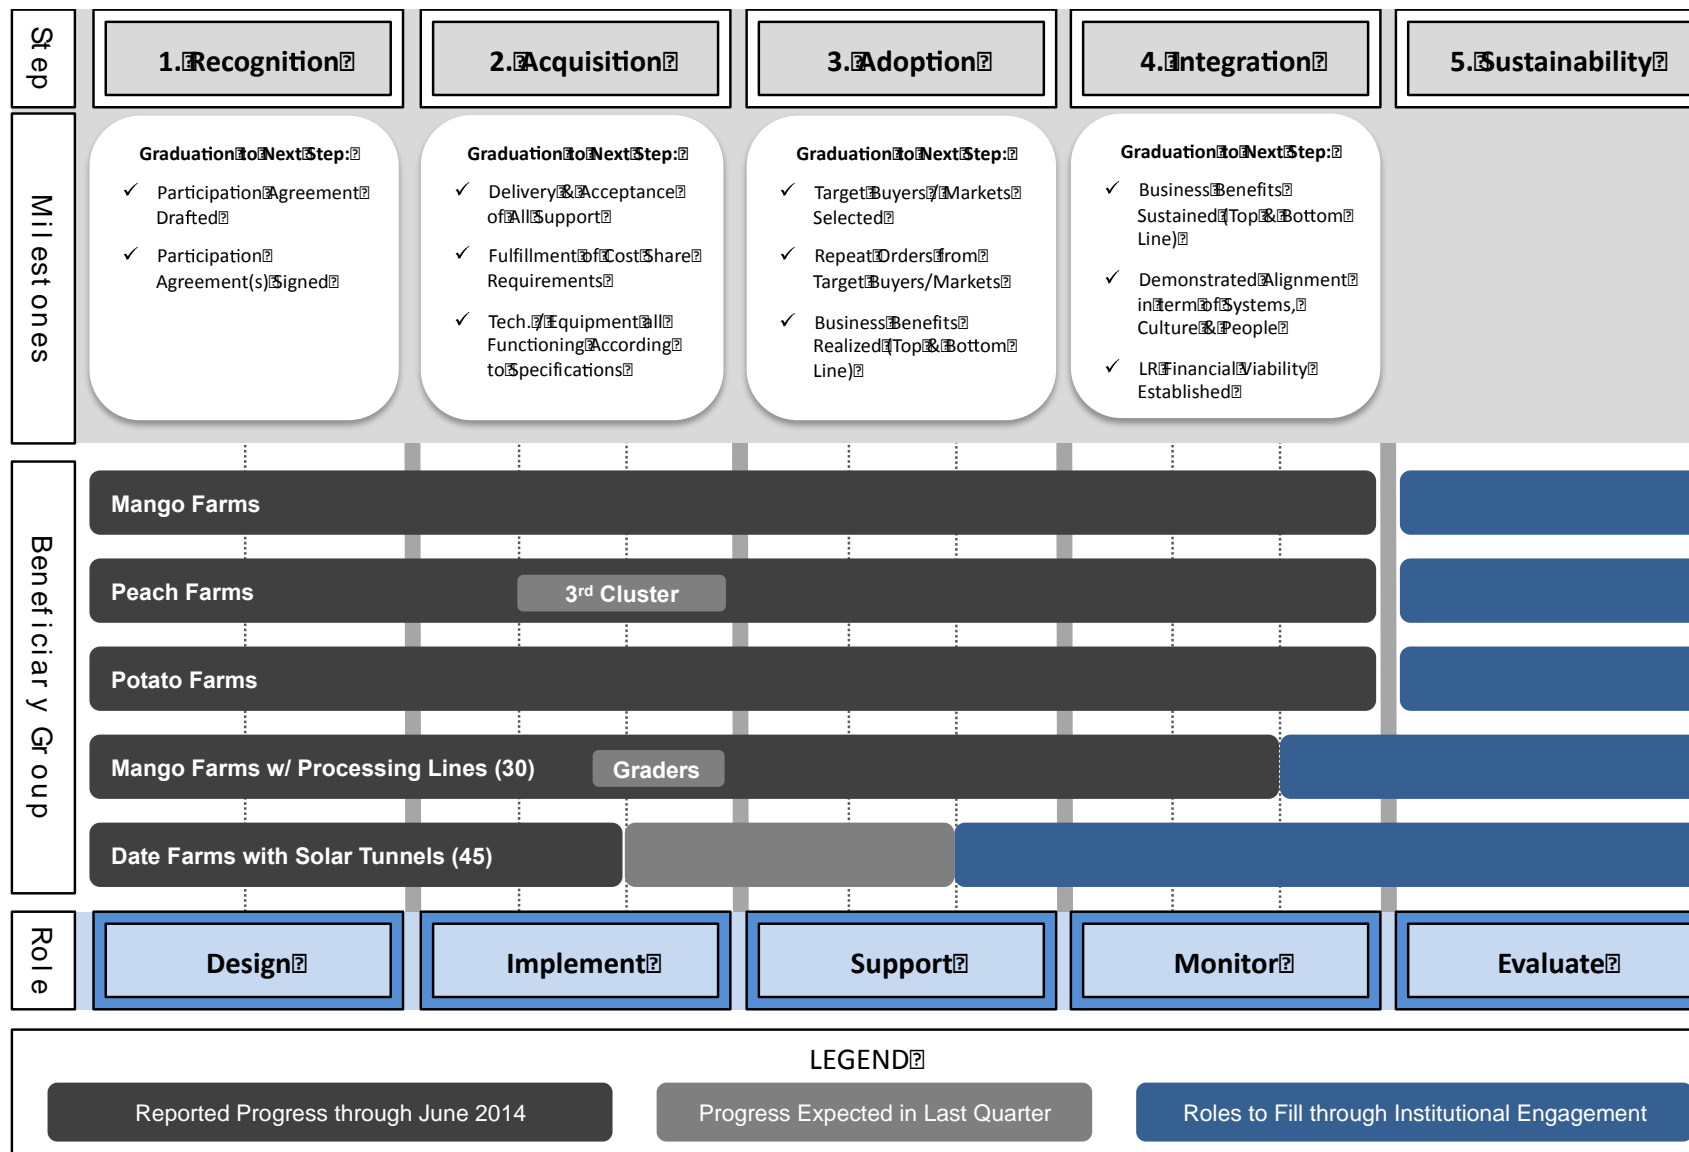 Step
1. Recognition
2. Acquisition
3. Adoption
4. Integration
5. Sustainability
Milestones
Graduation to Next Step:
✓ Participation Agreement
Drafted
✓ Participation
Agreement(s) Signed
Graduation to Next Step:
✓ Delivery & Acceptance
of All Support
✓ Fulfillment of Cost Share
Requirements
✓ Tech. / Equipment all
Functioning According
to Specifications
Graduation to Next Step:
✓ Target Buyers / Markets
Selected
✓ Repeat Orders from
Target Buyers/Markets
✓ Business Benefits
Realized (Top & Bottom
Line)
Graduation to Next Step:
✓ Business Benefits
Sustained (Top & Bottom
Line)
✓ Demonstrated Alignment
in term of Systems,
Culture & People
✓ LR Financial Viability
Established
Beneficiary Group
Mango Farms
Peach Farms
3rd Cluster
Potato Farms
Mango Farms w/ Processing Lines (30)
Graders
Date Farms with Solar Tunnels (45)
Role
Design
Implement
Support
Monitor
Evaluate
LEGEND
Reported Progress through June 2014
Progress Expected in Last Quarter
Roles to Fill through Institutional Engagement